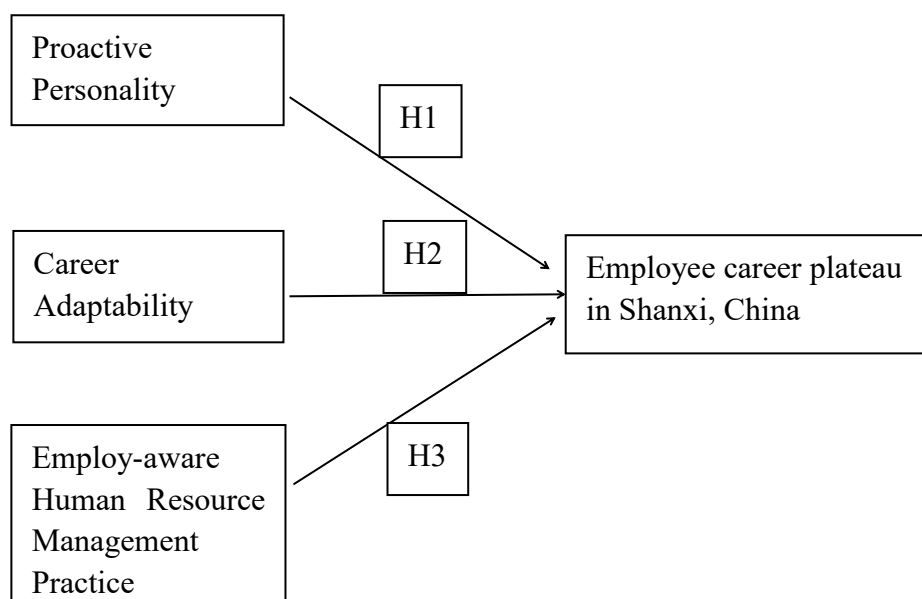 Proactive
Personality
H1
Career
Adaptability
H2
Employee career plateau
in Shanxi, China
Employ-aware
Human Resource
Management
Practice
H3